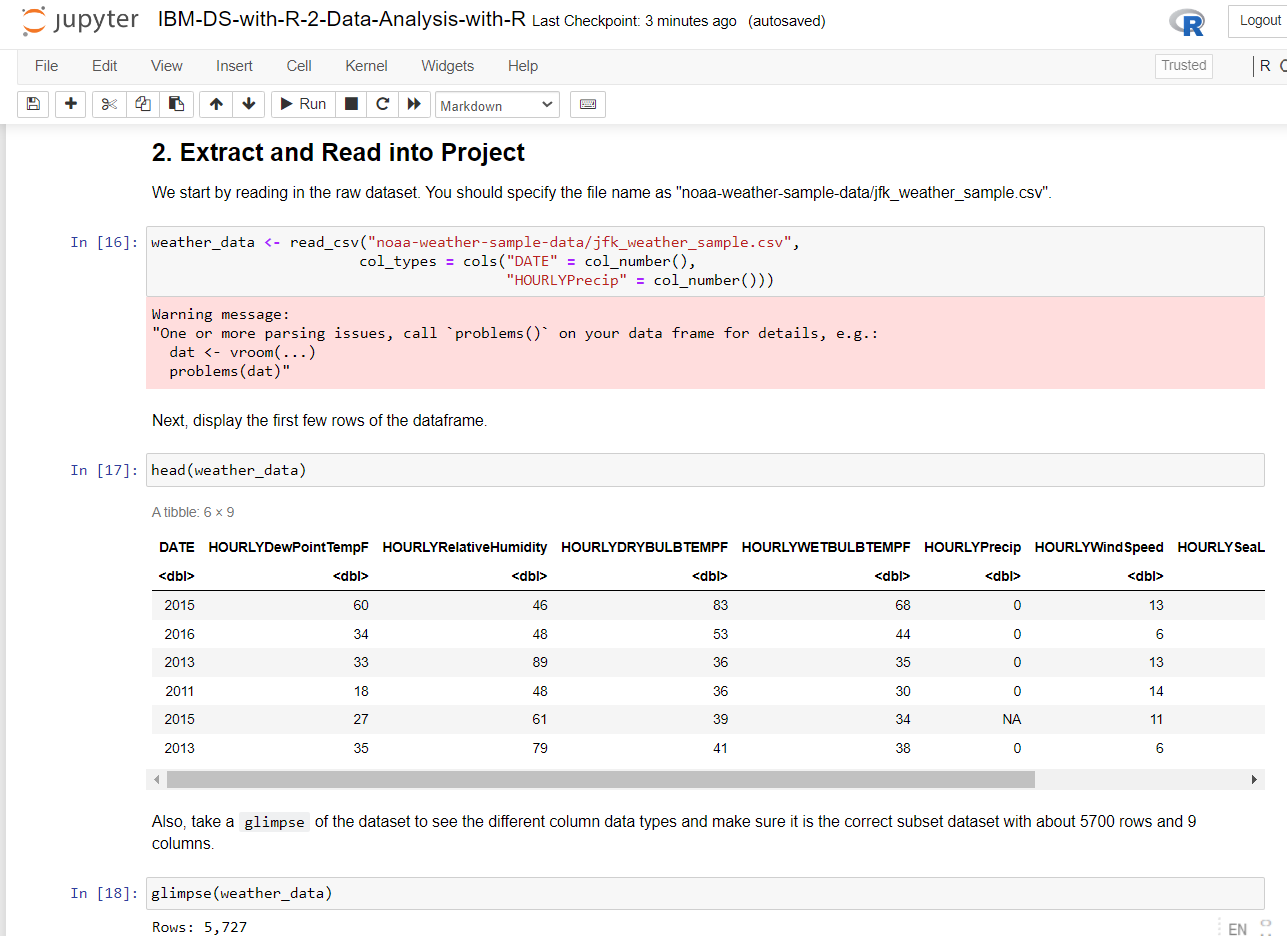 jupyter IBM-DS-with-R-2-Data-Analysis-with-R Last Checkpoint: 3 minutes ago (autosaved) R Logout
File Edit View Insert Cell Kernel Widgets Help Trusted R
Run Markdown
2. Extract and Read into Project
We start by reading in the raw dataset. You should specify the file name as "noaa-weather-sample-data/jfk_weather_sample.csv".
In [16]: weather_data <- read_csv("noaa-weather-sample-data/jfk_weather_sample.csv",
col_types = cols("DATE" = col_number(),
"HOURLYPrecip" = col_number()))
Warning message:
"One or more parsing issues, call `problems()` on your data frame for details, e.g.:
dat <- vroom(...)
problems(dat)"
Next, display the first few rows of the dataframe.
In [17]: head(weather_data)
A tibble: 6 × 9
DATE HOURLYDewPointTempF HOURLYRelativeHumidity HOURLYDRYBULBTEMPF HOURLYWETBULBTEMPF HOURLYPrecip HOURLYWindSpeed HOURLYSeaL
<dbl> <dbl> <dbl> <dbl> <dbl> <dbl> <dbl>
2015 60 46 83 68 0 13
2016 34 48 53 44 0 6
2013 33 89 36 35 0 13
2011 18 48 36 30 0 14
2015 27 61 39 34 NA 11
2013 35 79 41 38 0 6
Also, take a glimpse of the dataset to see the different column data types and make sure it is the correct subset dataset with about 5700 rows and 9
columns.
In [18]: glimpse(weather_data)
Rows: 5,727
EN